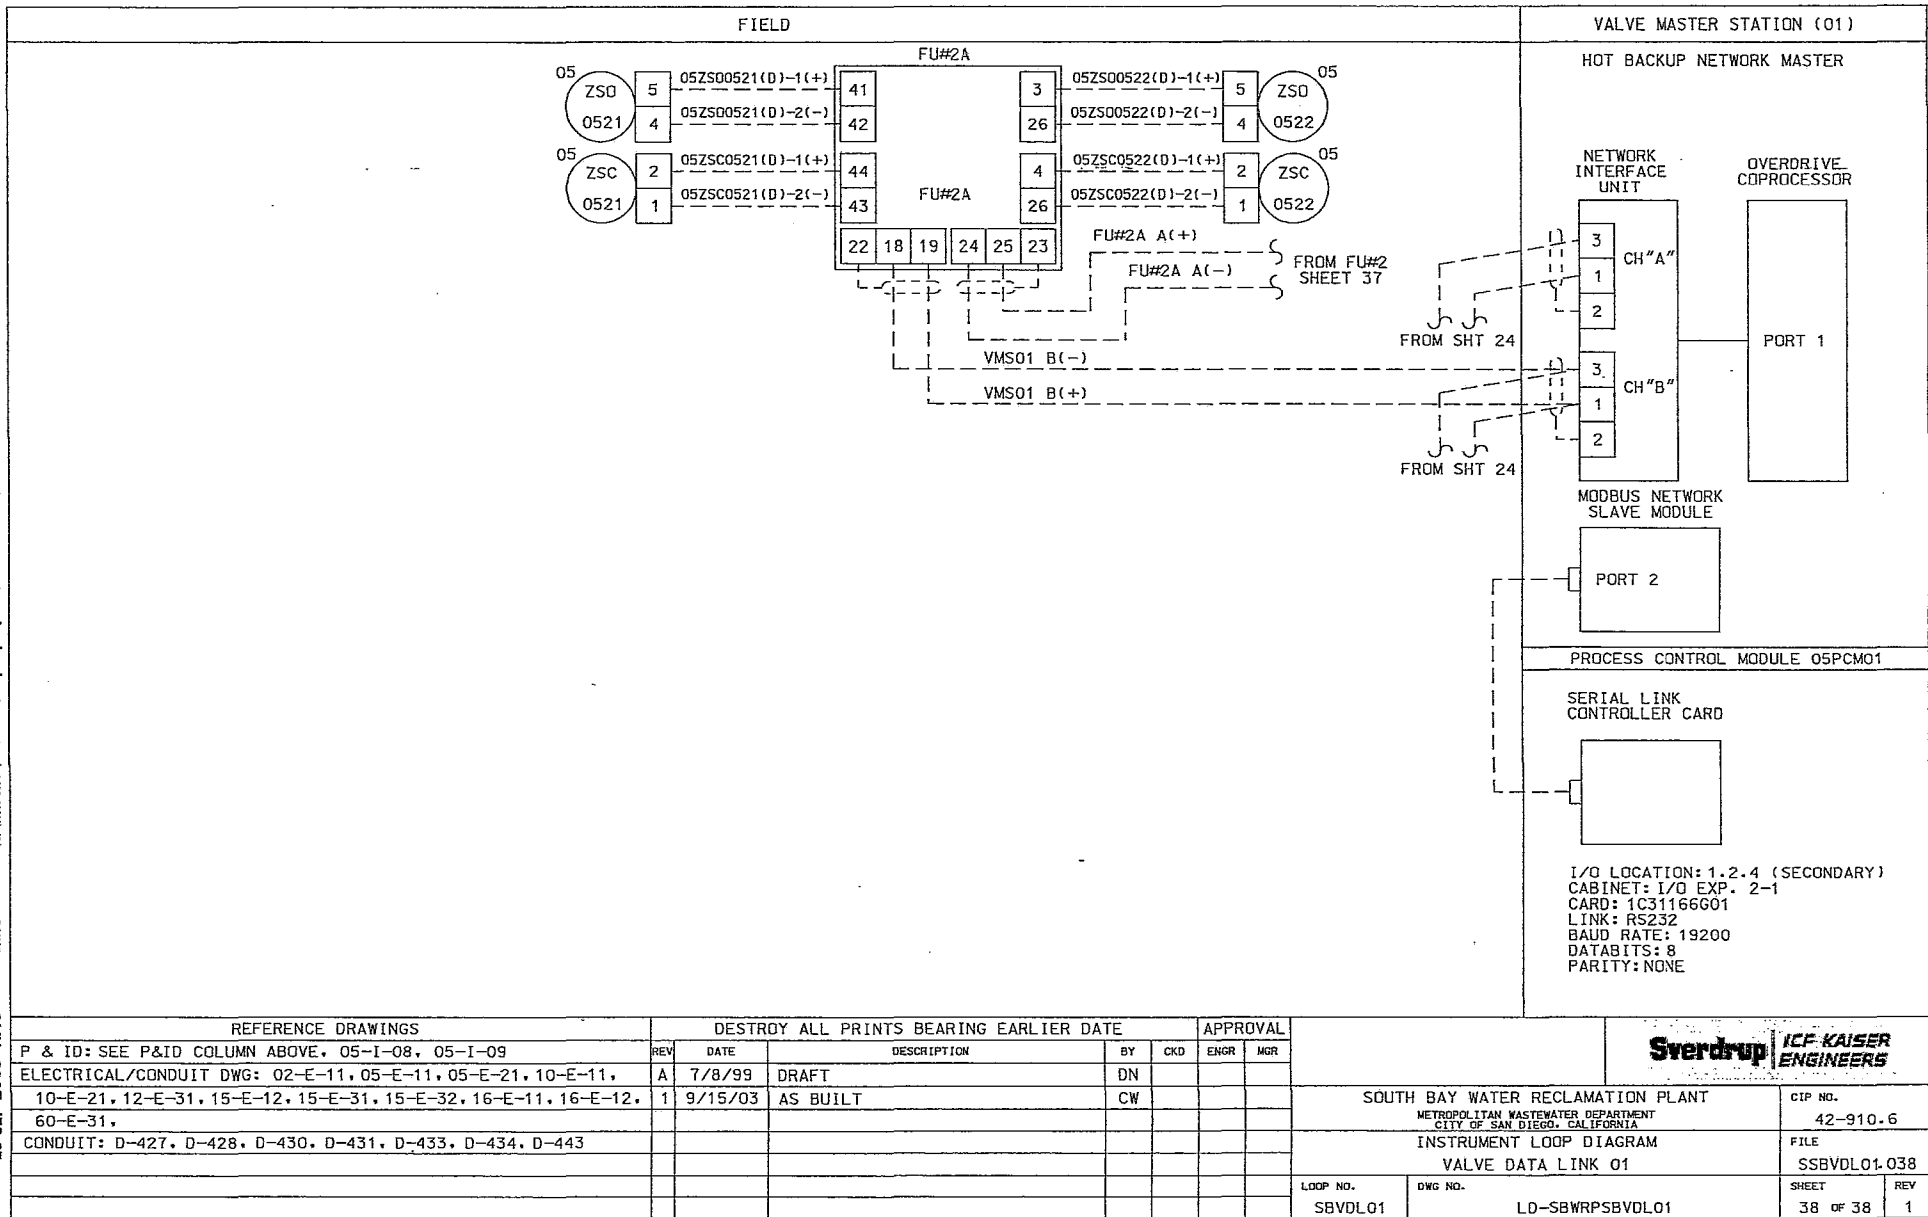 FIELD
VALVE MASTER STATION (01)
HOT BACKUP NETWORK MASTER
FU#2A
05
ZSO
0521
5
4
05ZSO0521(D)-1(+)
05ZSO0521(D)-2(-)
41
42
05
ZSC
0521
2
1
05ZSC0521(D)-1(+)
05ZSC0521(D)-2(-)
44
43
FU#2A
3
26
05ZSO0522(D)-1(+)
05ZSO0522(D)-2(-)
5
4
05
ZSO
0522
4
26
05ZSC0522(D)-1(+)
05ZSC0522(D)-2(-)
2
1
05
ZSC
0522
22 18 19 24 25 23
FU#2A A(+)
FU#2A A(-)
FROM FU#2
SHEET 37
VMS01 B(-)
VMS01 B(+)
NETWORK
INTERFACE
UNIT
OVERDRIVE
COPROCESSOR
3
1
2
CH"A"
FROM SHT 24
PORT 1
3
1
2
CH"B"
FROM SHT 24
MODBUS NETWORK
SLAVE MODULE
PORT 2
PROCESS CONTROL MODULE 05PCM01
SERIAL LINK
CONTROLLER CARD
I/O LOCATION: 1.2.4 (SECONDARY)
CABINET: I/O EXP. 2-1
CARD: 1C31166G01
LINK: RS232
BAUD RATE: 19200
DATABITS: 8
PARITY: NONE
REFERENCE DRAWINGS
P & ID: SEE P&ID COLUMN ABOVE, 05-I-08, 05-I-09
ELECTRICAL/CONDUIT DWG: 02-E-11, 05-E-11, 05-E-21, 10-E-11,
10-E-21, 12-E-31, 15-E-12, 15-E-31, 15-E-32, 16-E-11, 16-E-12,
60-E-31,
CONDUIT: D-427, D-428, D-430, D-431, D-433, D-434, D-443
DESTROY ALL PRINTS BEARING EARLIER DATE
APPROVAL
REV DATE DESCRIPTION BY CKD ENGR MGR
A 7/8/99 DRAFT DN
1 9/15/03 AS BUILT CW
Sverdrup
ICF KAISER
ENGINEERS
SOUTH BAY WATER RECLAMATION PLANT
METROPOLITAN WASTEWATER DEPARTMENT
CITY OF SAN DIEGO, CALIFORNIA
CIP NO.
42-910.6
INSTRUMENT LOOP DIAGRAM
VALVE DATA LINK 01
FILE
SSBVDL01.038
LOOP NO.
SBVDL01
DWG NO.
LD-SBWRPSBVDL01
SHEET
38 OF 38
REV
1